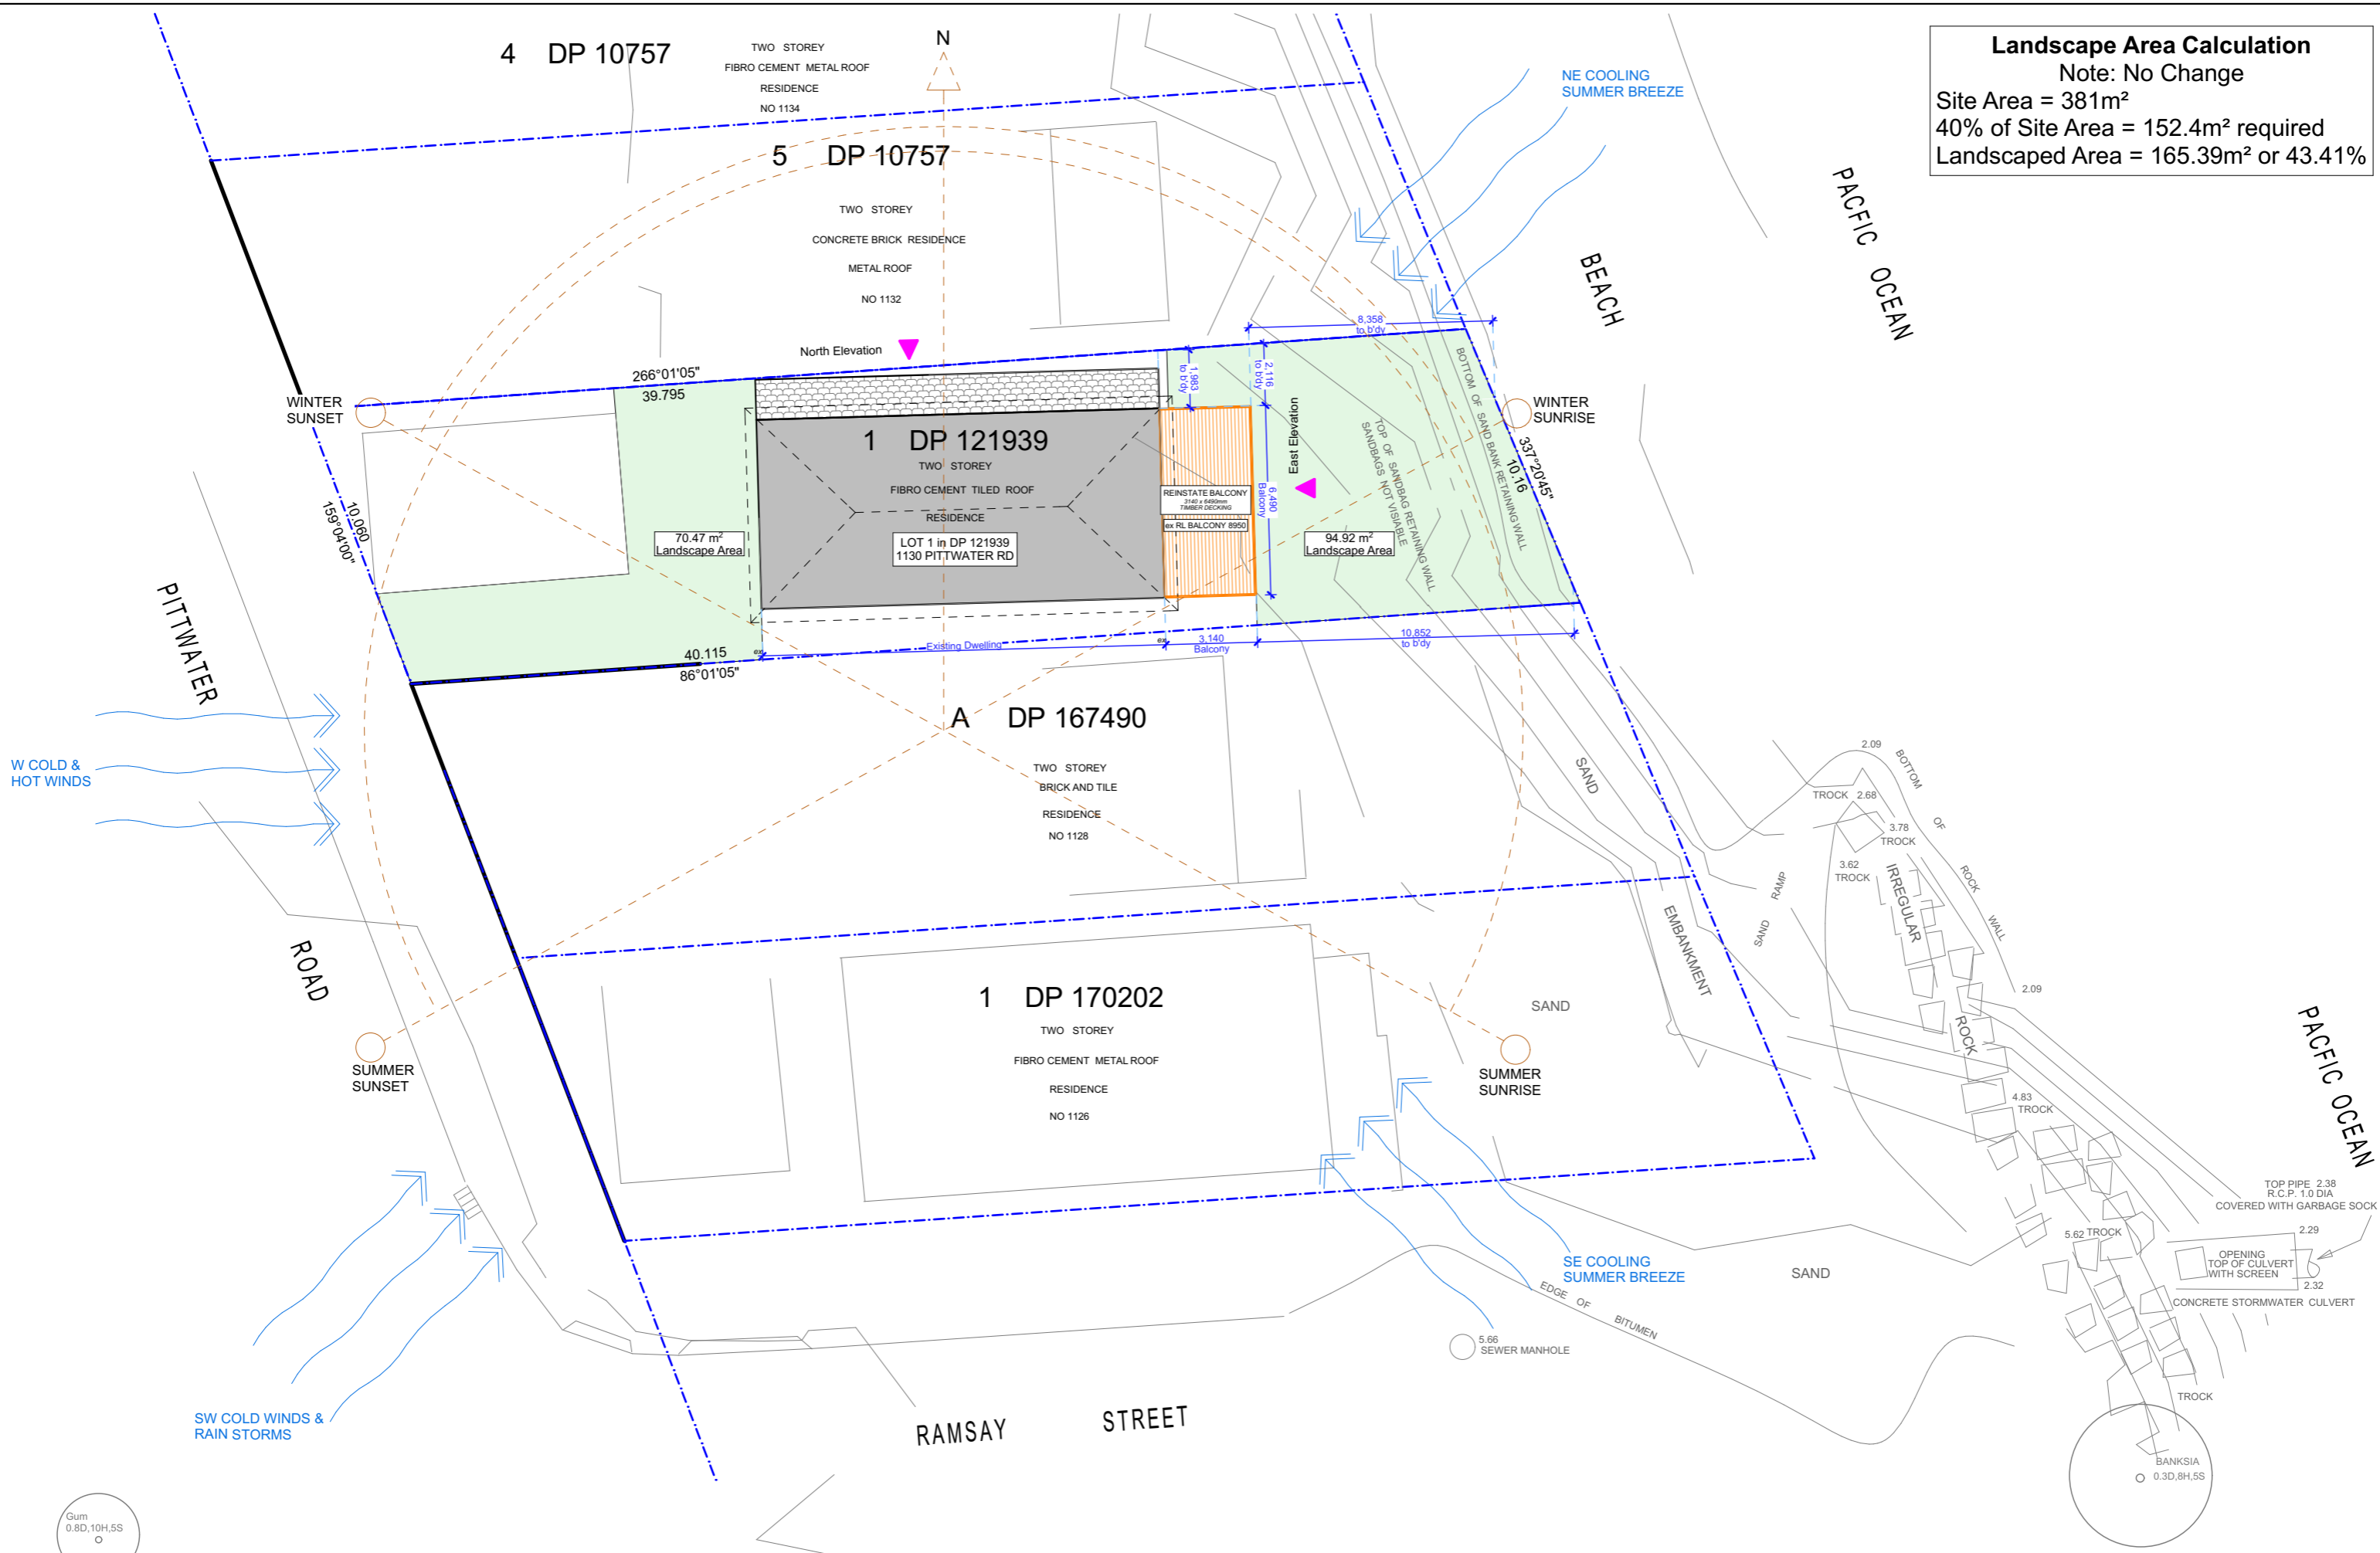 Landscape Area Calculation
Note: No Change
Site Area = 381m²
40% of Site Area = 152.4m² required
Landscaped Area = 165.39m² or 43.41%
4 DP 10757
TWO STOREY
FIBRO CEMENT METAL ROOF
RESIDENCE
NO 1134
N
NE COOLING
SUMMER BREEZE
PACFIC OCEAN
BEACH
5 DP 10757
TWO STOREY
CONCRETE BRICK RESIDENCE
METAL ROOF
NO 1132
North Elevation
266°01'05"
39.795
8,358
to b'dy
1,983
to b'dy
2,116
to b'dy
WINTER
SUNSET
WINTER
SUNRISE
BOTTOM OF SAND BANK RETAINING WALL
337°20'45"
10.16
TOP OF SANDBAG RETAINING WALL
SANDBAGS NOT VISIABLE
East Elevation
1 DP 121939
TWO STOREY
FIBRO CEMENT TILED ROOF
RESIDENCE
LOT 1 in DP 121939
1130 PITTWATER RD
REINSTATE BALCONY
3140 x 6490mm
TIMBER DECKING
ex RL BALCONY 8950
6,490
Balcony
70.47 m²
Landscape Area
94.92 m²
Landscape Area
10.060
159°04'00"
PITTWATER
ROAD
40.115
86°01'05"
ex
Existing Dwelling
ex
3,140
Balcony
10,852
to b'dy
W COLD &
HOT WINDS
A DP 167490
TWO STOREY
BRICK AND TILE
RESIDENCE
NO 1128
SAND
EMBANKMENT
SAND RAMP
2.09
BOTTOM OF ROCK WALL
TROCK 2.68
3.78
TROCK
3.62
TROCK
IRREGULAR
ROCK
2.09
1 DP 170202
TWO STOREY
FIBRO CEMENT METAL ROOF
RESIDENCE
NO 1126
SAND
SUMMER
SUNSET
SUMMER
SUNRISE
4.83
TROCK
PACFIC OCEAN
TOP PIPE 2.38
R.C.P. 1.0 DIA
COVERED WITH GARBAGE SOCK
5.62 TROCK
2.29
OPENING
TOP OF CULVERT
WITH SCREEN
2.32
CONCRETE STORMWATER CULVERT
SE COOLING
SUMMER BREEZE
SAND
EDGE OF BITUMEN
5.66
SEWER MANHOLE
TROCK
SW COLD WINDS &
RAIN STORMS
RAMSAY STREET
BANKSIA
0.3D,8H,5S
Gum
0.8D,10H,5S